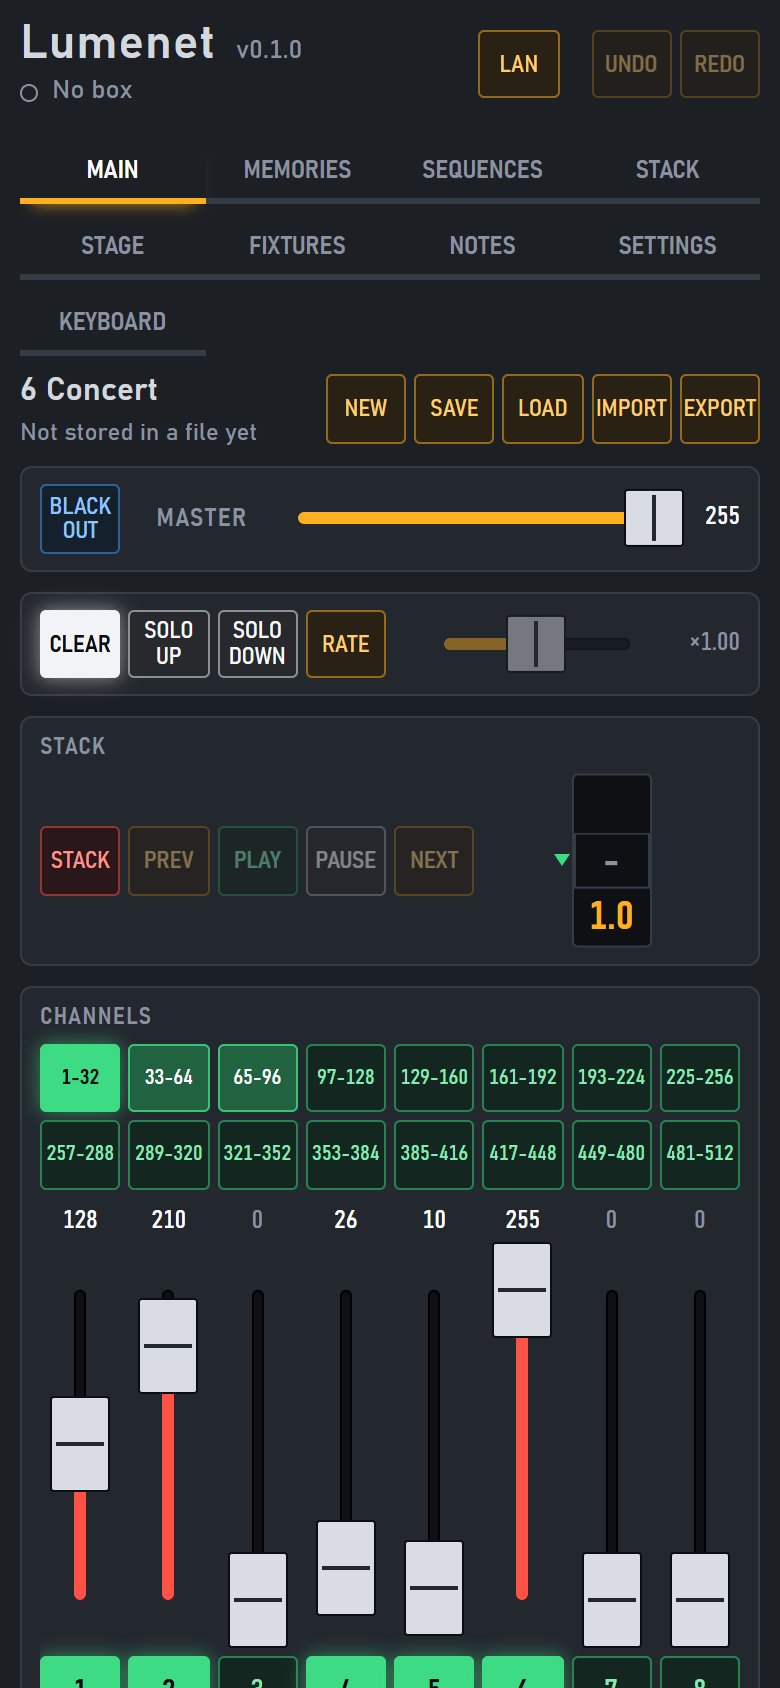 Lumenet v0.1.0
No box
LAN UNDO REDO
MAIN MEMORIES SEQUENCES STACK
STAGE FIXTURES NOTES SETTINGS
KEYBOARD
6 Concert
Not stored in a file yet
NEW SAVE LOAD IMPORT EXPORT
BLACK
OUT
MASTER 255
CLEAR
SOLO
UP
SOLO
DOWN
RATE ×1.00
STACK
STACK PREV PLAY PAUSE NEXT
-
1.0
CHANNELS
1-32 33-64 65-96 97-128 129-160 161-192 193-224 225-256
257-288 289-320 321-352 353-384 385-416 417-448 449-480 481-512
128 210 0 26 10 255 0 0
1 2